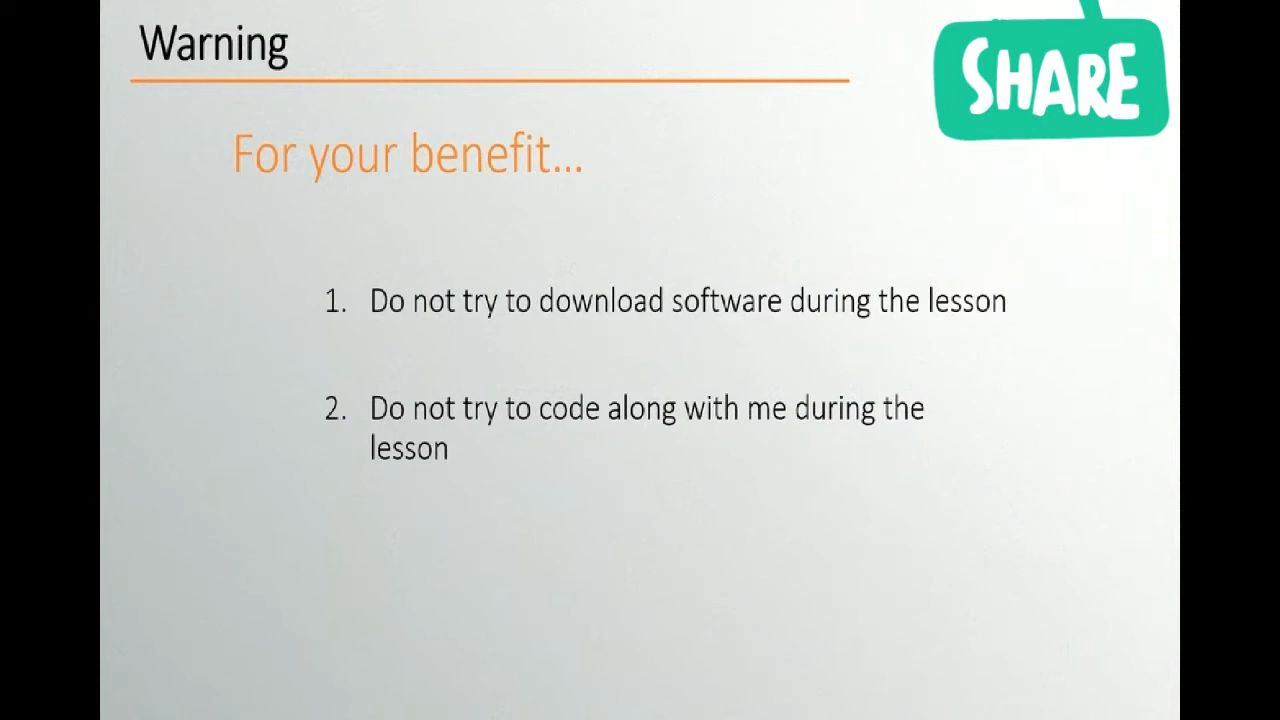 Warning
SHARE
For your benefit...
1. Do not try to download software during the lesson
2. Do not try to code along with me during the
lesson